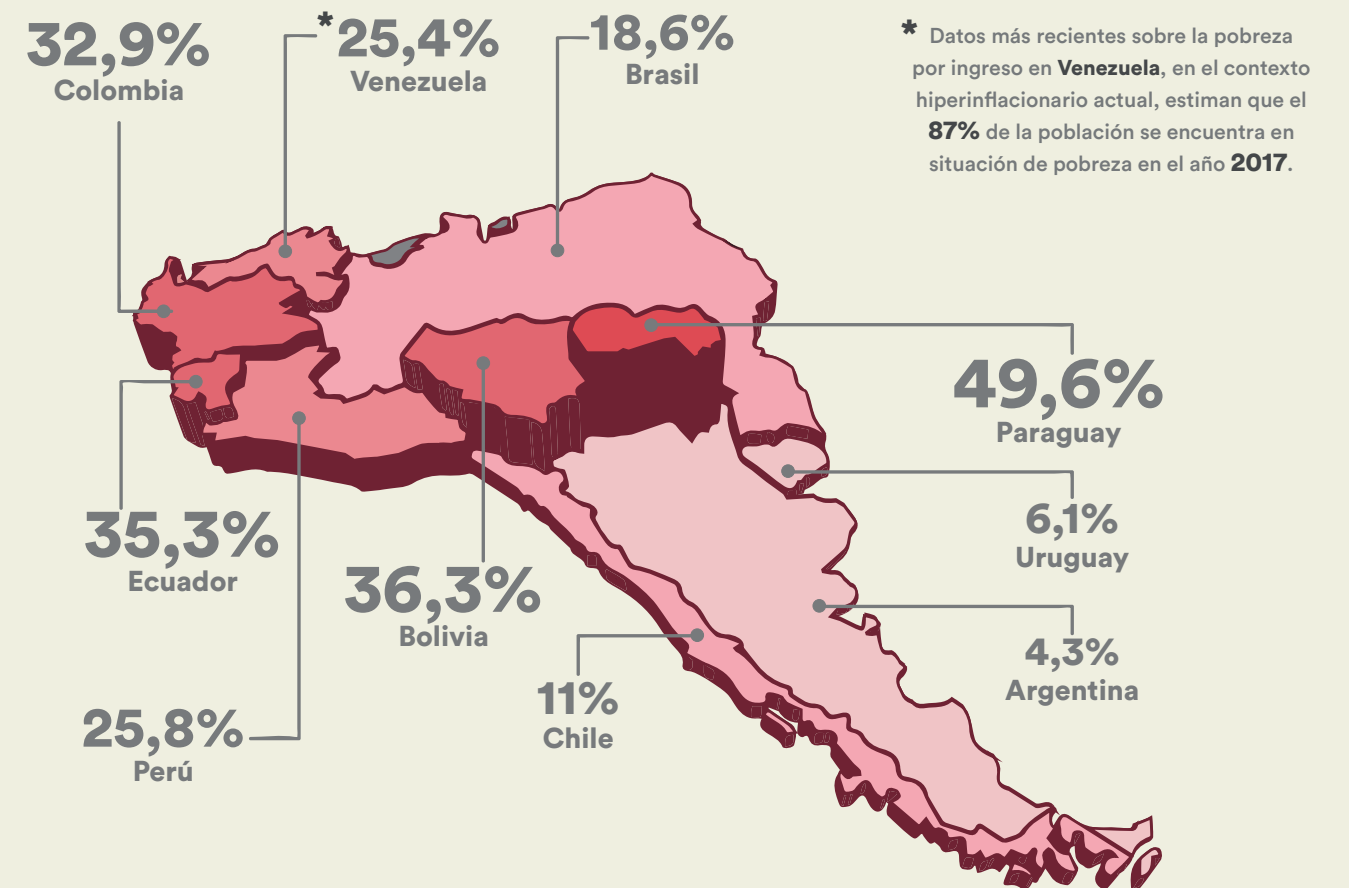 32,9%
Colombia
*25,4%
Venezuela
18,6%
Brasil
* Datos más recientes sobre la pobreza
por ingreso en Venezuela, en el contexto
hiperinflacionario actual, estiman que el
87% de la población se encuentra en
situación de pobreza en el año 2017.
49,6%
Paraguay
6,1%
Uruguay
35,3%
Ecuador
36,3%
Bolivia
4,3%
Argentina
11%
Chile
25,8%
Perú